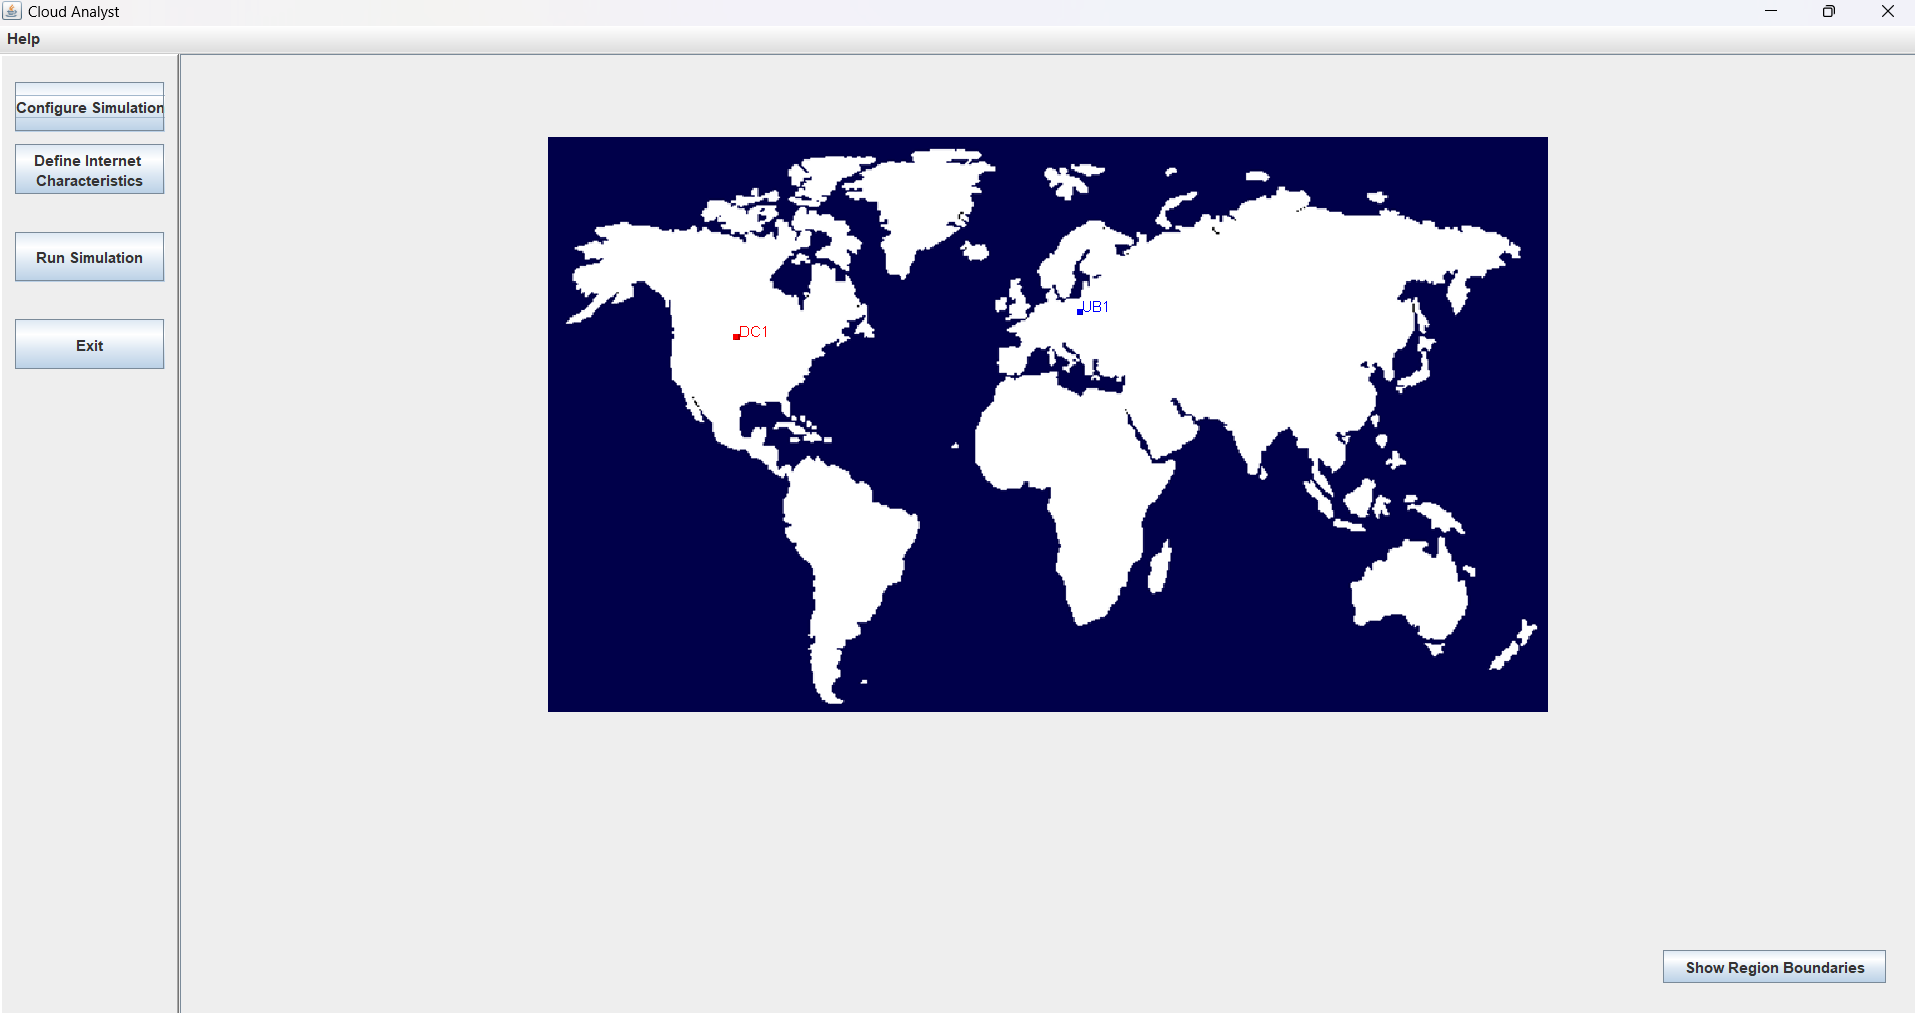 Cloud Analyst
Help
Configure Simulation
Define Internet
Characteristics
Run Simulation
Exit
DC1
UB1
Show Region Boundaries